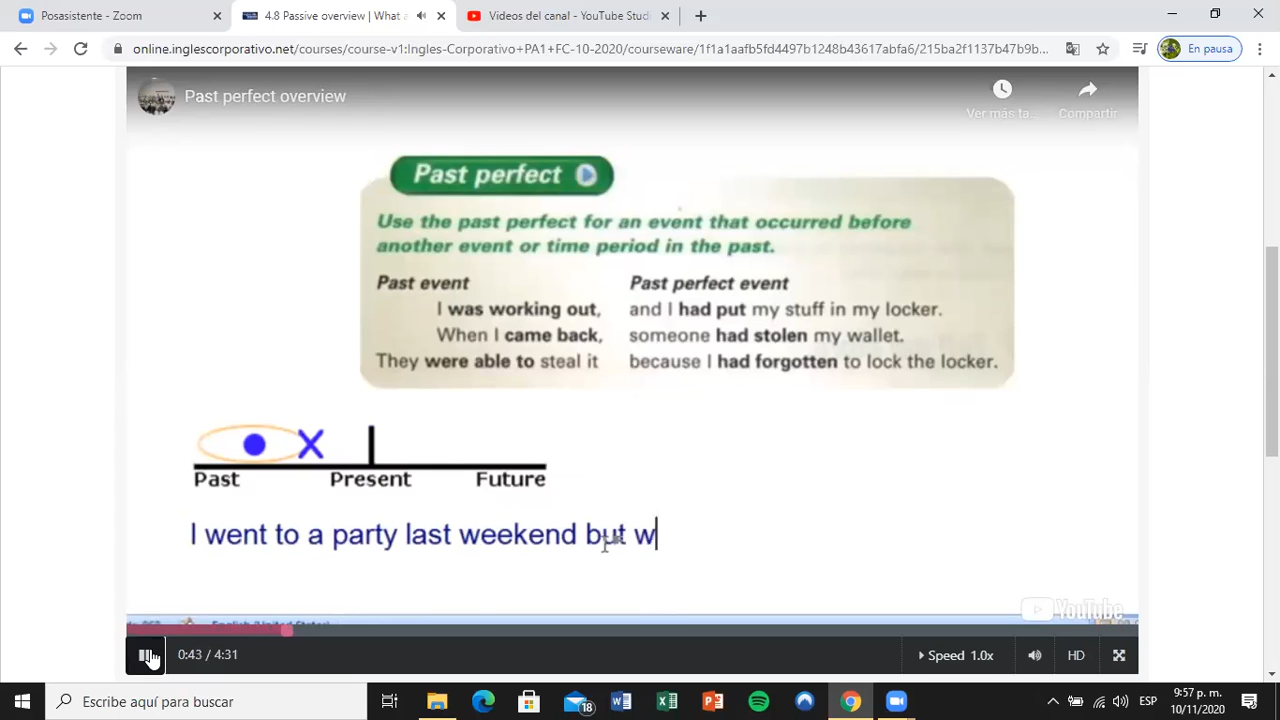 Posasistente - Zoom
4.8 Passive overview | What a
Videos del canal - YouTube Stud
online.inglescorporativo.net/courses/course-v1:Ingles-Corporativo+PA1+FC-10-2020/courseware/1f1a1aafb5fd4497b1248b43617abfa6/215ba2f1137b47b9b...
En pausa
Past perfect overview
Ver más ta...
Compartir
Past perfect
Use the past perfect for an event that occurred before
another event or time period in the past.
Past event Past perfect event
I was working out, and I had put my stuff in my locker.
When I came back, someone had stolen my wallet.
They were able to steal it because I had forgotten to lock the locker.
Past Present Future
I went to a party last weekend but w
YouTube
English (United States)
0:43 / 4:31
Speed 1.0x
HD
Escribe aquí para buscar
18
ESP
9:57 p. m.
10/11/2020